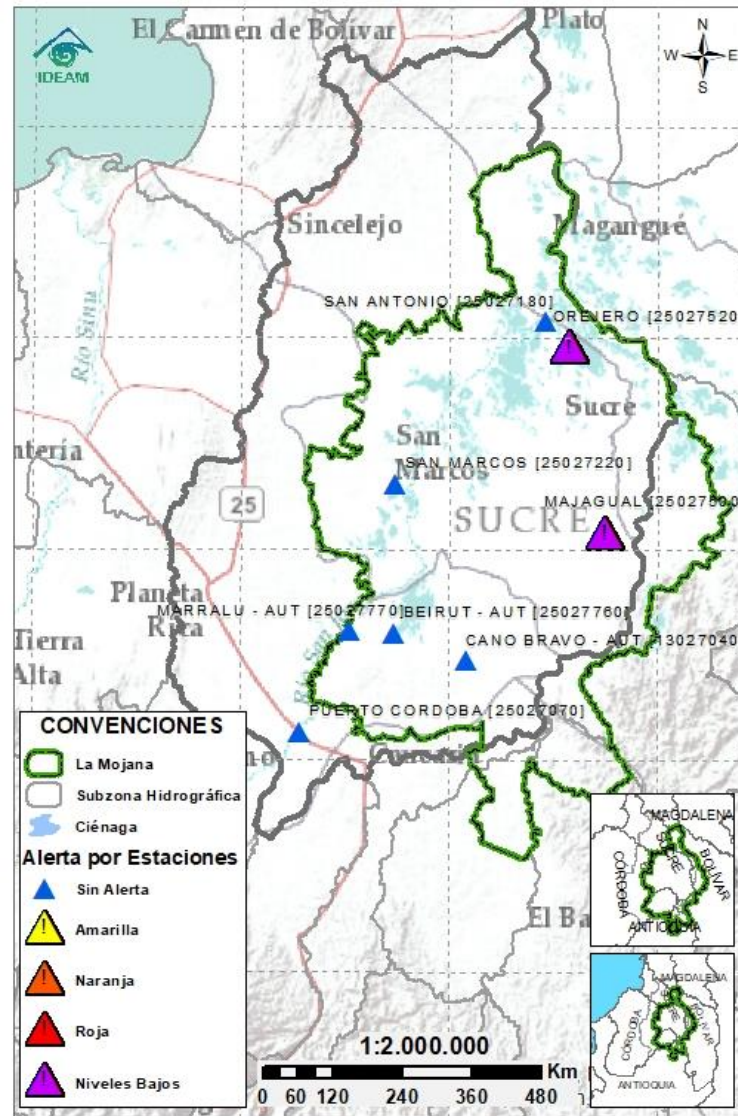 El Carmen de Bolívar
Plato
IDEAM
N
W E
S
Sincelejo
Magangué
SAN ANTONIO [25027180]
OREJERO [25027520
Río Sinú
Sucre
ntería
San
Marcos
SAN MARCOS [25027220]
25
MAJAGUAL [25027500
SUCRE
Planeta
Rica
MARRALU - AUT [25027770]
BEIRUT - AUT [25027760]
Tierra
Alta
CANO BRAVO - AUT [13027040
PUERTO CORDOBA [25027070]
El Ba
CONVENCIONES
La Mojana
Subzona Hidrográfica
Ciénaga
Alerta por Estaciones
Sin Alerta
Amarilla
Naranja
Roja
Niveles Bajos
1:2.000.000
Km
0 60 120 240 360 480
MAGDALENA
SUCRE
BOLÍVAR
CÓRDOBA
ANTIOQUIA
MAGDALENA
SUCRE
BOLÍVAR
CÓRDOBA
ANTIOQUIA